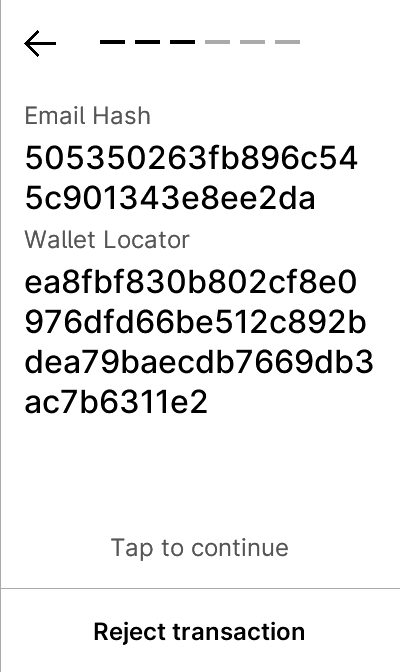 Email Hash
505350263fb896c54
5c901343e8ee2da
Wallet Locator
ea8fbf830b802cf8e0
976dfd66be512c892b
dea79baecdb7669db3
ac7b6311e2
Tap to continue
Reject transaction